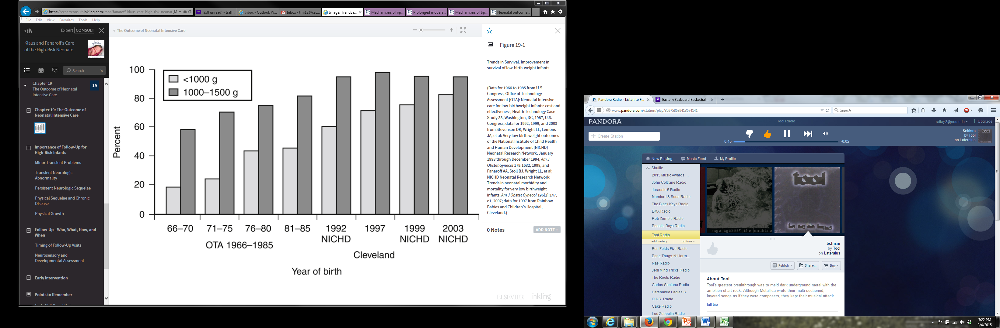 https://expertconsult.inkling.com/read/fanaroff-klaus-care-high-risk-neonat
(958 unread) - traff...
Inbox - Outlook W...
Inbox - tmr12@cas...
Image: Trends i...
Mechanisms of inj...
Prolonged modera...
Mechanisms of Inj...
Neonatal outcome...
File Edit View Favorites Tools Help
Expert CONSULT
Klaus and Fanaroff's Care
of the High-Risk Neonate
Search
Chapter 19
The Outcome of Neonatal
Intensive Care
19
Chapter 19: The Outcome of
Neonatal Intensive Care
Importance of Follow-Up for
High-Risk Infants
Minor Transient Problems
Transient Neurologic
Abnormality
Persistent Neurologic Sequelae
Physical Sequelae and Chronic
Disease
Physical Growth
Follow-Up—Who, What, How, and
When
Timing of Follow-Up Visits
Neurosensory and
Developmental Assessment
Early Intervention
Points to Remember
< The Outcome of Neonatal Intensive Care
Percent
100
80
60
40
20
0
<1000 g
1000–1500 g
66–70 71–75 76–80 81–85 1992 1997 1999 2003
NICHD NICHD NICHD
OTA 1966–1985
Cleveland
Year of birth
Figure 19-1
Trends in Survival. Improvement in
survival of low-birth-weight infants.
(Data for 1966 to 1985 from U.S.
Congress, Office of Technology
Assessment [OTA]: Neonatal intensive
care for low-birthweight infants: cost and
effectiveness, Health Technology Case
Study 38, Washington, DC, 1987, U.S.
Congress; data for 1992, 1999, and 2003
from Stevenson DK, Wright LL, Lemons
JA, et al: Very low birth weight outcomes
of the National Institute of Child Health
and Human Development [NICHD]
Neonatal Research Network, January
1993 through December 1994, Am J
Obstet Gynecol 179:1632, 1998; and
Fanaroff AA, Stoll BJ, Wright LL, et al;
NICHD Neonatal Research Network:
Trends in neonatal morbidity and
mortality for very low birthweight
infants, Am J Obstet Gynecol 196[2]:147,
e1, 2007; data for 1997 from Rainbow
Babies and Children's Hospital,
Cleveland.)
0 Notes
ADD NOTE +
ELSEVIER | inkling
Pandora Radio - Listen to F...
Eastern Seaboard Basketbal...
www.pandora.com/station/play/309758689413674141
Search
PANDORA
Tool Radio
raffay.3@osu.edu
Upgrade
Create Station
0:45
-6:02
Schism
by Tool
on Lateralus
Now Playing
Music Feed
My Profile
Shuffle
2015 Music Awards ...
John Coltrane Radio
Jurassic 5 Radio
Mumford & Sons Radio
The Black Keys Radio
DMX Radio
Rob Zombie Radio
Beastie Boys Radio
Tool Radio
add variety
options
Ben Folds Five Radio
Bone Thugs-N-Harm...
Nas Radio
Jedi Mind Tricks Radio
The Roots Radio
Carlos Santana Radio
Barenaked Ladies R...
O.A.R. Radio
Cake Radio
Led Zeppelin Radio
rage against the machine
tool
lateralus
Schism
by Tool
on Lateralus
Publish
Share...
Buy
About Tool
Tool's greatest breakthrough was to meld dark underground metal with the
ambition of art rock. Although Metallica wrote their multi-sectioned,
layered songs as if they were composers, they kept their musical attack
full bio
3:22 PM
3/4/2015